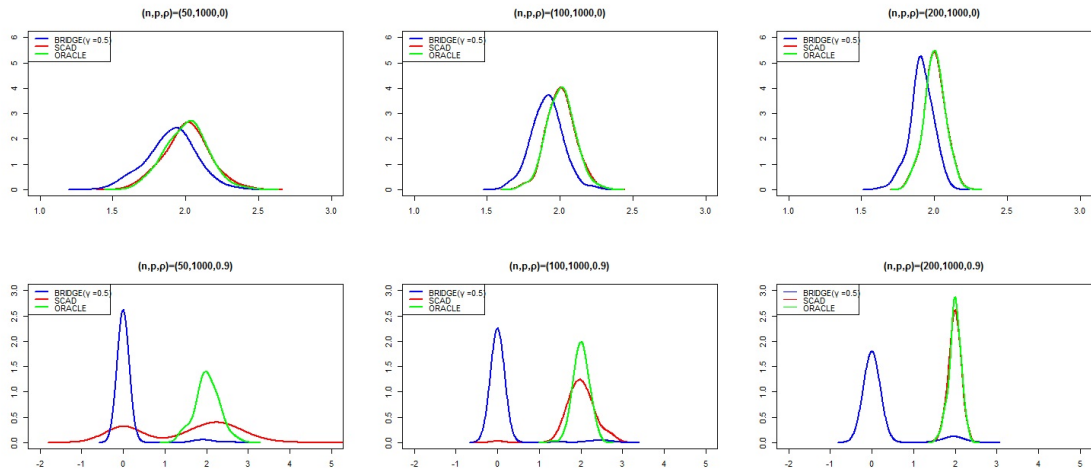 (n,p,ρ)=(50,1000,0)
BRIDGE(γ =0.5)
SCAD
ORACLE
0 1 2 3 4 5 6
1.0 1.5 2.0 2.5 3.0
(n,p,ρ)=(100,1000,0)
BRIDGE(γ =0.5)
SCAD
ORACLE
0 1 2 3 4 5 6
1.0 1.5 2.0 2.5 3.0
(n,p,ρ)=(200,1000,0)
BRIDGE(γ =0.5)
SCAD
ORACLE
0 1 2 3 4 5 6
1.0 1.5 2.0 2.5 3.0
(n,p,ρ)=(50,1000,0.9)
BRIDGE(γ =0.5)
SCAD
ORACLE
0.0 0.5 1.0 1.5 2.0 2.5 3.0
-2 -1 0 1 2 3 4 5
(n,p,ρ)=(100,1000,0.9)
BRIDGE(γ =0.5)
SCAD
ORACLE
0.0 0.5 1.0 1.5 2.0 2.5 3.0
-2 -1 0 1 2 3 4 5
(n,p,ρ)=(200,1000,0.9)
BRIDGE(γ =0.5)
SCAD
ORACLE
0.0 0.5 1.0 1.5 2.0 2.5 3.0
-2 -1 0 1 2 3 4 5